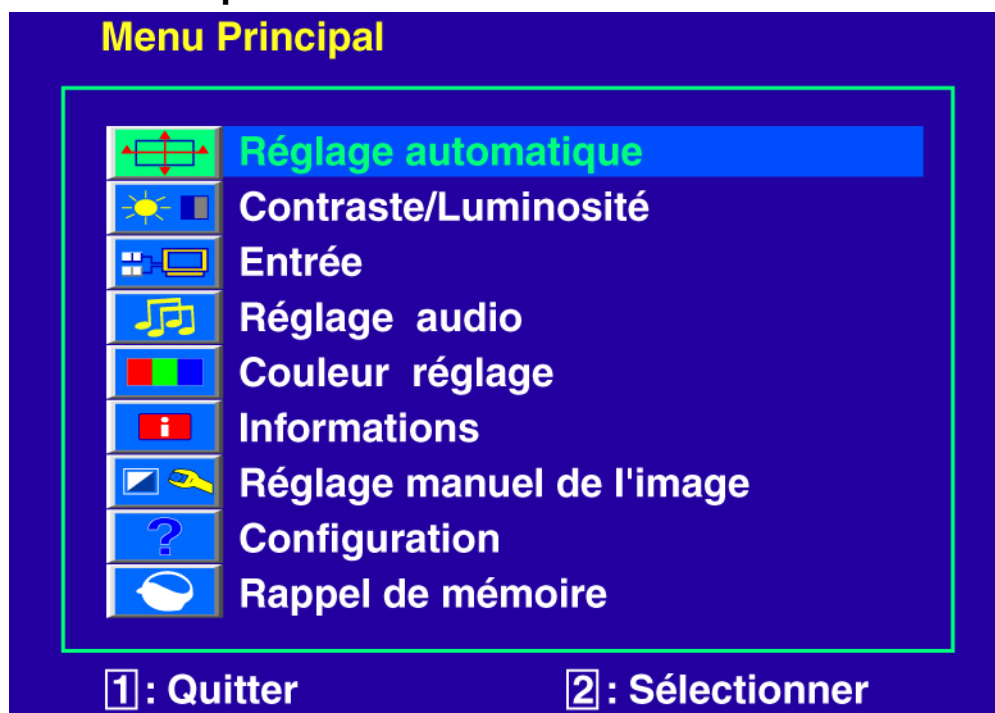 Menu Principal
Réglage automatique
Contraste/Luminosité
Entrée
Réglage audio
Couleur réglage
Informations
Réglage manuel de l'image
Configuration
Rappel de mémoire
1: Quitter 2: Sélectionner